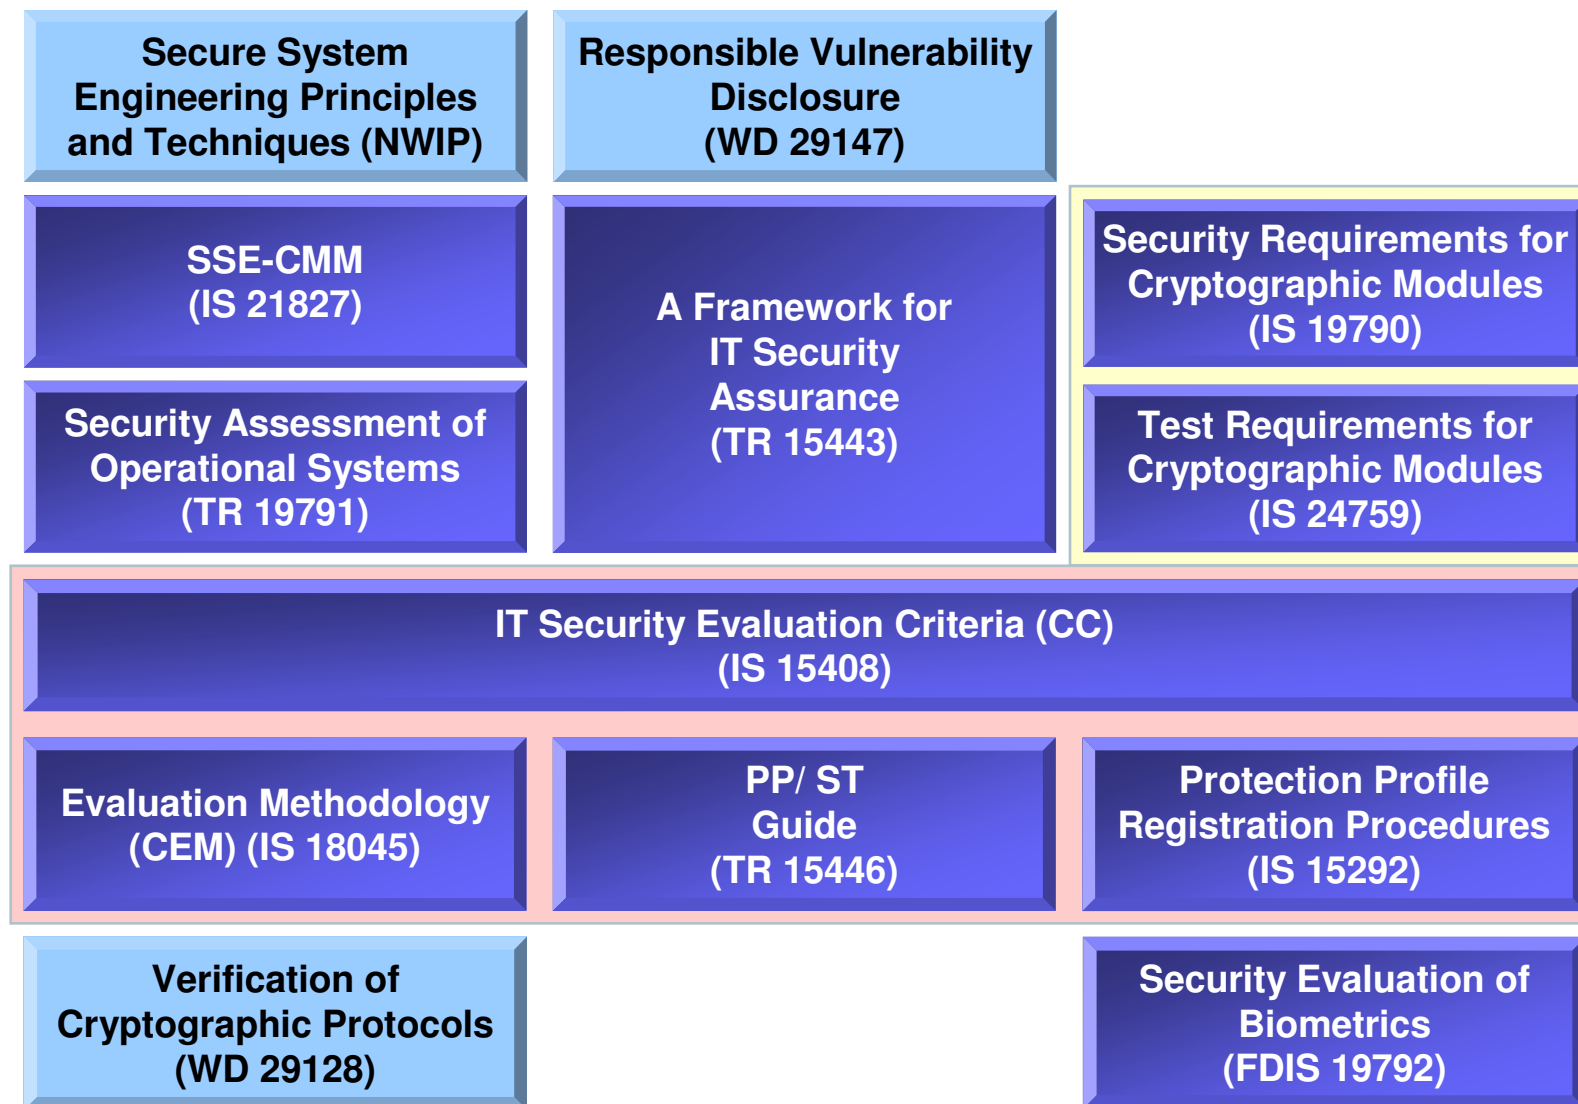 Secure System
Engineering Principles
and Techniques (NWIP)
Responsible Vulnerability
Disclosure
(WD 29147)
SSE-CMM
(IS 21827)
A Framework for
IT Security
Assurance
(TR 15443)
Security Requirements for
Cryptographic Modules
(IS 19790)
Security Assessment of
Operational Systems
(TR 19791)
Test Requirements for
Cryptographic Modules
(IS 24759)
IT Security Evaluation Criteria (CC)
(IS 15408)
Evaluation Methodology
(CEM) (IS 18045)
PP/ ST
Guide
(TR 15446)
Protection Profile
Registration Procedures
(IS 15292)
Verification of
Cryptographic Protocols
(WD 29128)
Security Evaluation of
Biometrics
(FDIS 19792)